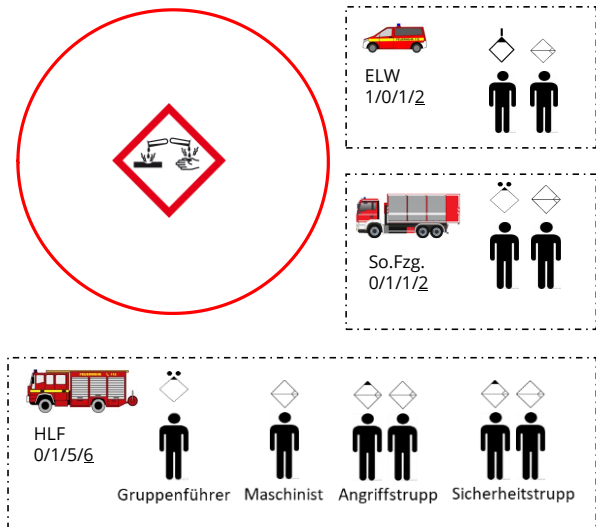 ELW
1/0/1/2
So.Fzg.
0/1/1/2
HLF
0/1/5/6
Gruppenführer Maschinist Angriffstrupp Sicherheitstrupp